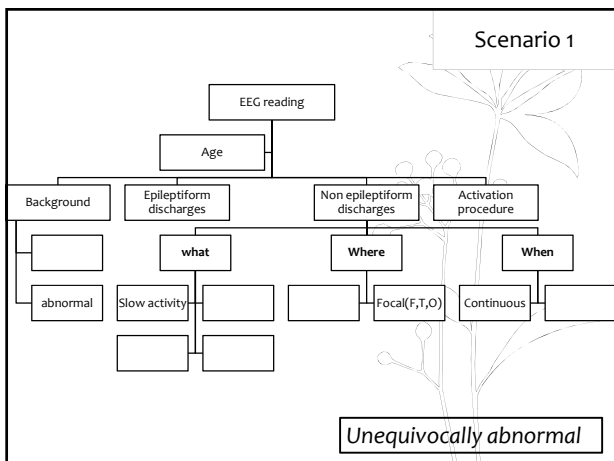 Scenario 1
EEG reading
Age
Background
Epileptiform
discharges
Non epileptiform
discharges
Activation
procedure
what
Where
When
abnormal
Slow activity
Focal(F,T,O)
Continuous
Unequivocally abnormal